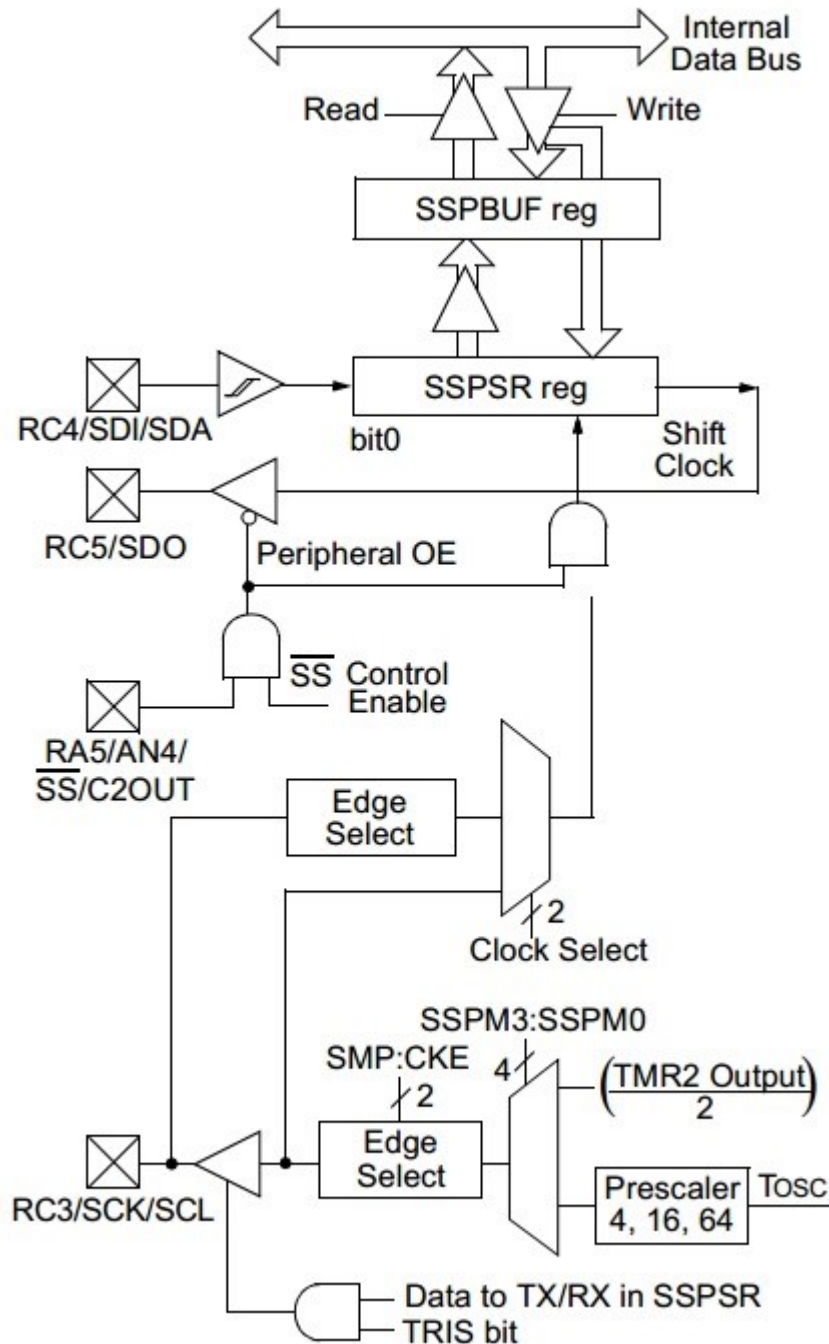 Internal
Data Bus
Read
Write
SSPBUF reg
SSPSR reg
RC4/SDI/SDA
bit0
Shift
Clock
RC5/SDO
Peripheral OE
S̅S̅ Control
Enable
RA5/AN4/
S̅S̅/C2OUT
Edge
Select
2
Clock Select
SSPM3:SSPM0
SMP:CKE
4
2
(TMR2 Output
2)
Edge
Select
Prescaler
4, 16, 64
TOSC
RC3/SCK/SCL
Data to TX/RX in SSPSR
TRIS bit